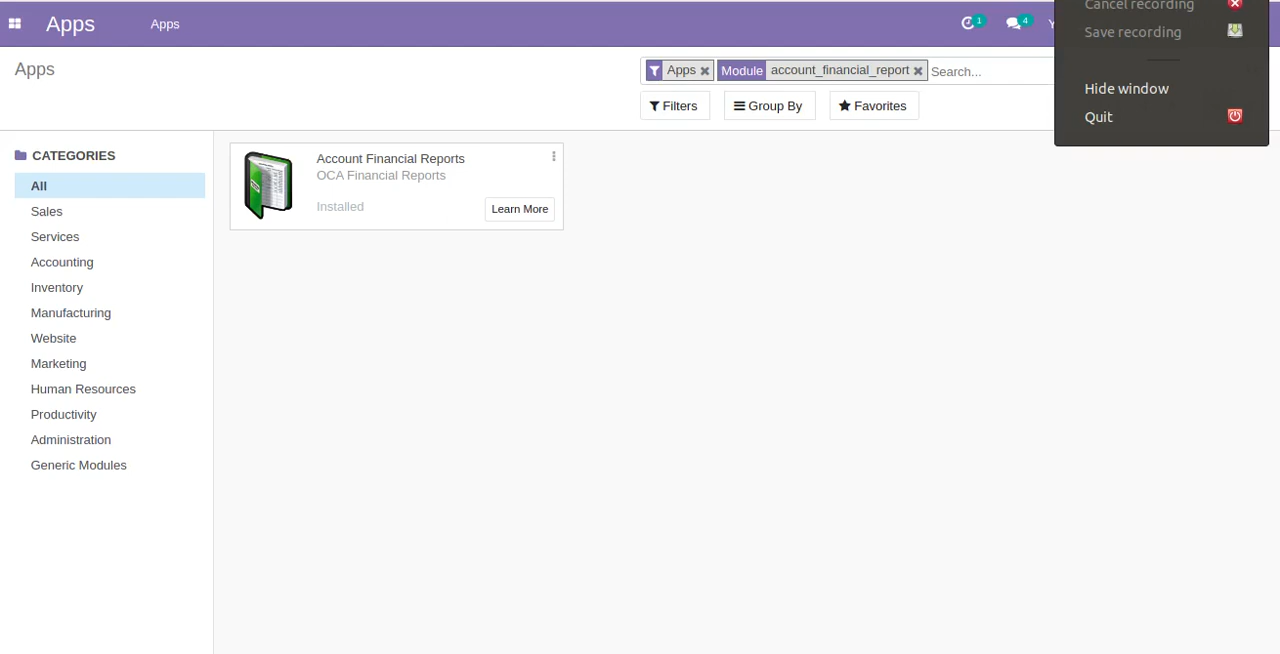 Apps
Apps
1
4
Y
Cancel recording
Save recording
Hide window
Quit
Apps
Apps
Module account_financial_report
Search...
Filters
Group By
Favorites
CATEGORIES
All
Sales
Services
Accounting
Inventory
Manufacturing
Website
Marketing
Human Resources
Productivity
Administration
Generic Modules
Account Financial Reports
OCA Financial Reports
Installed
Learn More